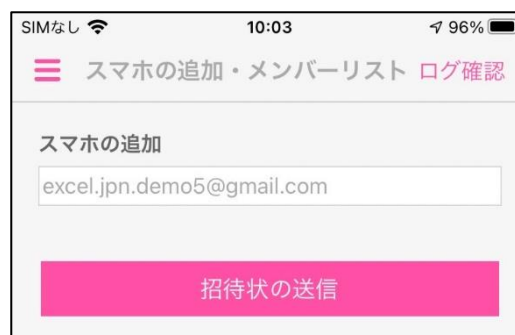 SIMなし 10:03 96%
スマホの追加・メンバーリスト ログ確認
スマホの追加
excel.jpn.demo5@gmail.com
招待状の送信